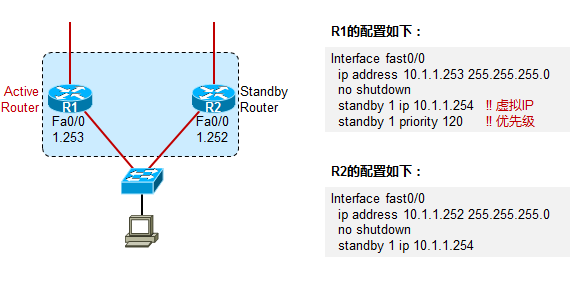 Active
Router
R1
Fa0/0
1.253
R2
Fa0/0
1.252
Standby
Router
R1的配置如下：
Interface fast0/0
ip address 10.1.1.253 255.255.255.0
no shutdown
standby 1 ip 10.1.1.254 !! 虚拟IP
standby 1 priority 120 !! 优先级
R2的配置如下：
Interface fast0/0
ip address 10.1.1.252 255.255.255.0
no shutdown
standby 1 ip 10.1.1.254